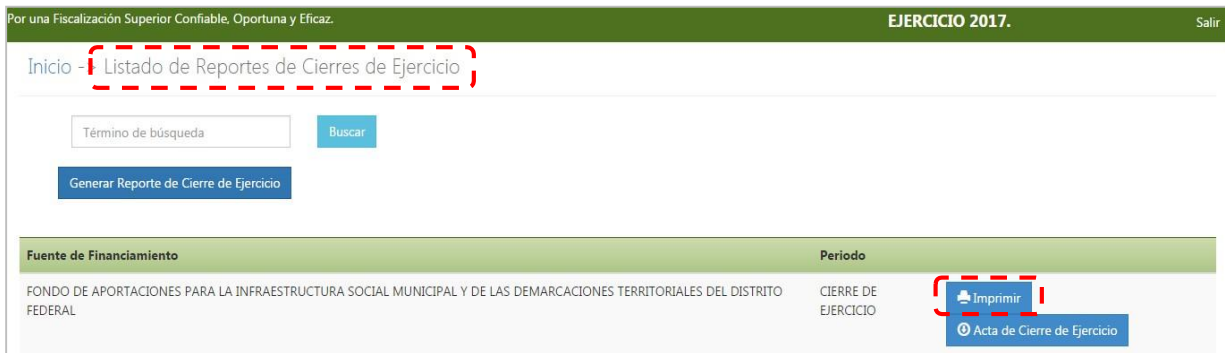 Por una Fiscalización Superior Confiable, Oportuna y Eficaz. EJERCICIO 2017. Salir
Inicio -> Listado de Reportes de Cierres de Ejercicio
Término de búsqueda Buscar
Generar Reporte de Cierre de Ejercicio
Fuente de Financiamiento Periodo
FONDO DE APORTACIONES PARA LA INFRAESTRUCTURA SOCIAL MUNICIPAL Y DE LAS DEMARCACIONES TERRITORIALES DEL DISTRITO
FEDERAL
CIERRE DE
EJERCICIO
Imprimir
Acta de Cierre de Ejercicio